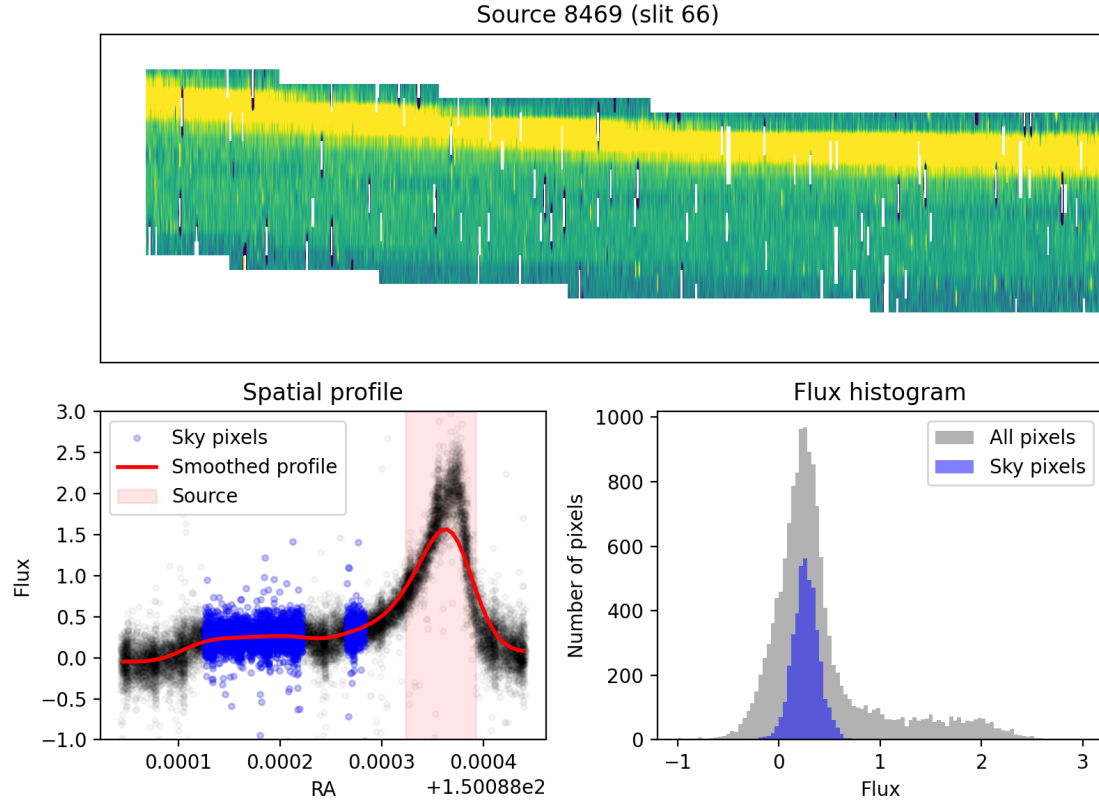 Source 8469 (slit 66)
Spatial profile
Flux histogram
3.0
2.5
2.0
1.5
1.0
0.5
0.0
−0.5
−1.0
Flux
Sky pixels
Smoothed profile
Source
0.0001
0.0002
0.0003
0.0004
+1.50088e2
RA
1000
800
600
400
200
0
Number of pixels
All pixels
Sky pixels
−1
0
1
2
3
Flux